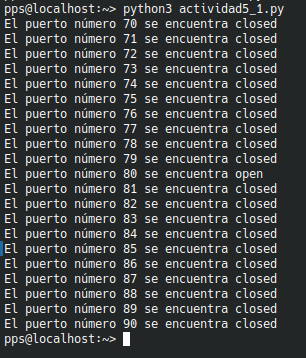 pps@localhost:~> python3 actividad5_1.py
El puerto número 70 se encuentra closed
El puerto número 71 se encuentra closed
El puerto número 72 se encuentra closed
El puerto número 73 se encuentra closed
El puerto número 74 se encuentra closed
El puerto número 75 se encuentra closed
El puerto número 76 se encuentra closed
El puerto número 77 se encuentra closed
El puerto número 78 se encuentra closed
El puerto número 79 se encuentra closed
El puerto número 80 se encuentra open
El puerto número 81 se encuentra closed
El puerto número 82 se encuentra closed
El puerto número 83 se encuentra closed
El puerto número 84 se encuentra closed
El puerto número 85 se encuentra closed
El puerto número 86 se encuentra closed
El puerto número 87 se encuentra closed
El puerto número 88 se encuentra closed
El puerto número 89 se encuentra closed
El puerto número 90 se encuentra closed
pps@localhost:~>